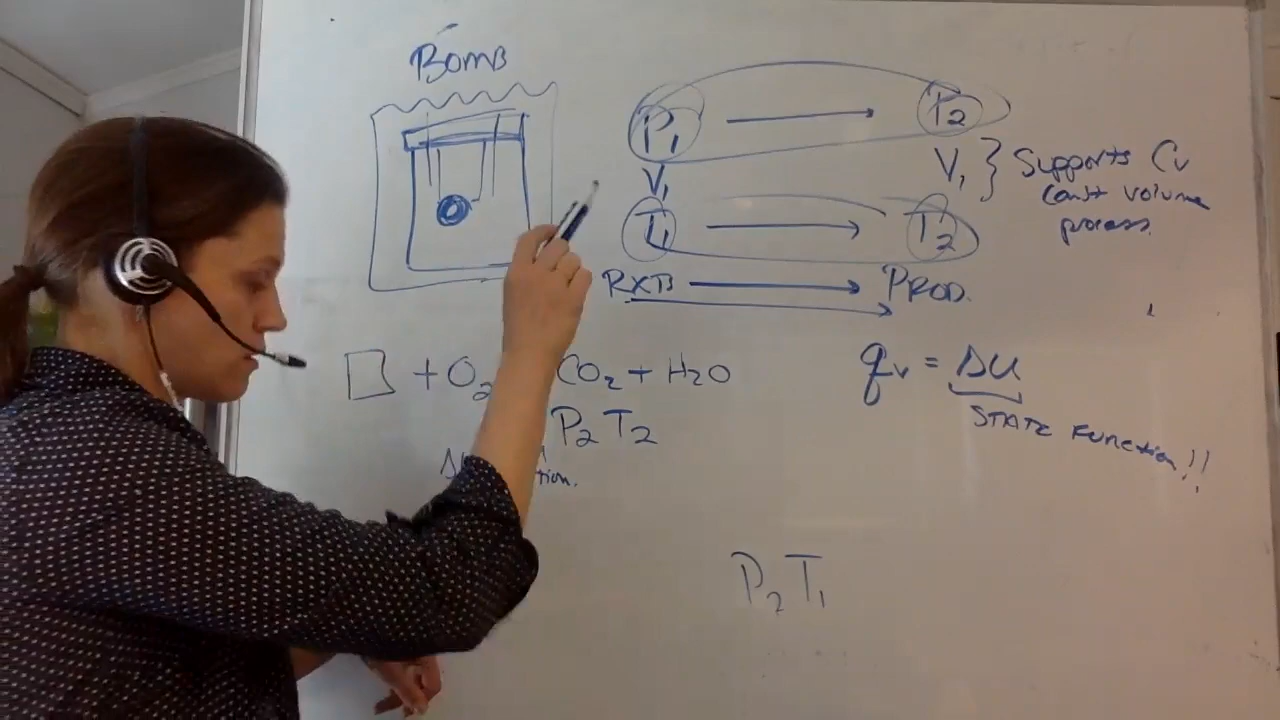 Bomb
P₁ → P₂
V₁ V₁ } Supports Cv
const volume
process.
T₁ → T₂
RXTS → PROD.
+ O₂ CO₂ + H₂O
qv = ΔU
STATE Function!!
P₂ T₂
tion.
P₂ T₁